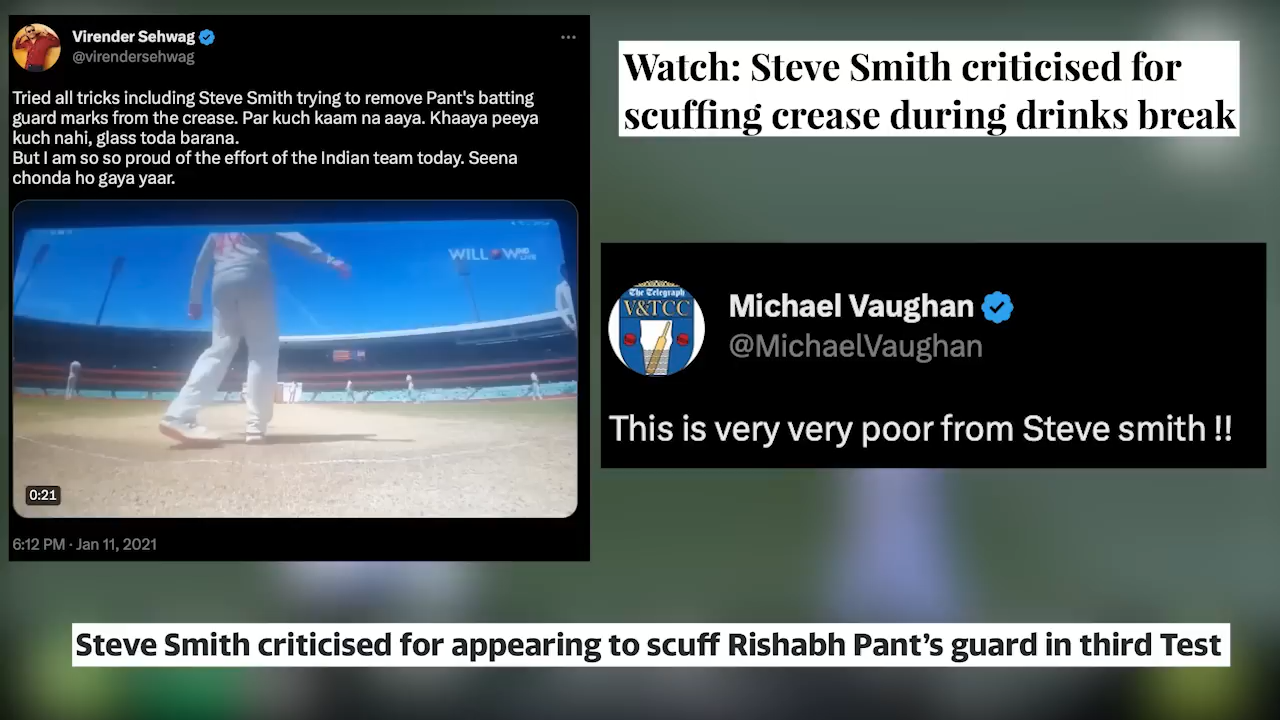 Virender Sehwag
@virendersehwag
Tried all tricks including Steve Smith trying to remove Pant's batting
guard marks from the crease. Par kuch kaam na aaya. Khaaya peeya
kuch nahi, glass toda barana.
But I am so so proud of the effort of the Indian team today. Seena
chonda ho gaya yaar.
WILLOW
0:21
6:12 PM · Jan 11, 2021
Watch: Steve Smith criticised for
scuffing crease during drinks break
The Telegraph
V&TCC
Michael Vaughan
@MichaelVaughan
This is very very poor from Steve smith !!
Steve Smith criticised for appearing to scuff Rishabh Pant’s guard in third Test